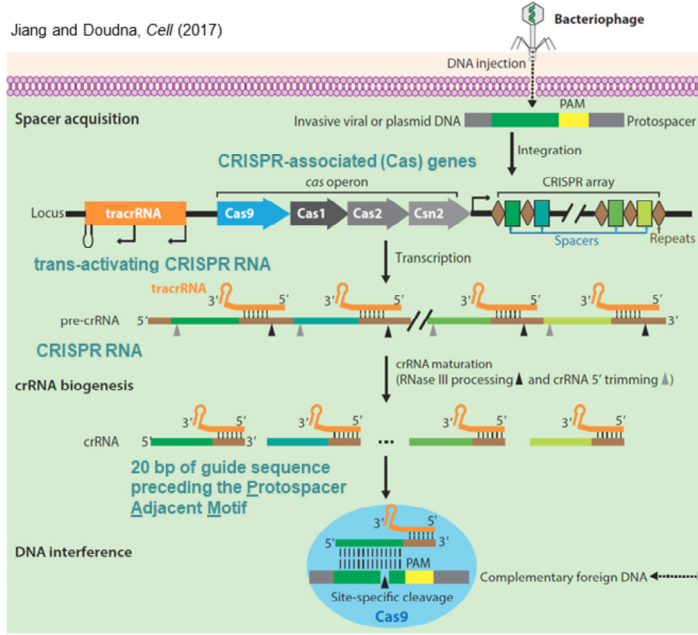 Jiang and Doudna, Cell (2017)
Bacteriophage
DNA injection
Spacer acquisition
PAM
Invasive viral or plasmid DNA
Protospacer
Integration
CRISPR-associated (Cas) genes
cas operon
CRISPR array
Locus
tracrRNA
Cas9
Cas1
Cas2
Csn2
Spacers
Repeats
Transcription
trans-activating CRISPR RNA
tracrRNA
3′ 5′ 3′ 5′ 3′ 5′ 3′ 5′
pre-crRNA 5′ 3′
CRISPR RNA
crRNA maturation
(RNase III processing ▲ and crRNA 5′ trimming ▲)
crRNA biogenesis
3′ 5′ 3′ 5′ 3′ 5′ 3′ 5′
crRNA 5′ 3′ ...
20 bp of guide sequence
preceding the Protospacer
Adjacent Motif
3′ 5′
5′ 3′
DNA interference
PAM
Complementary foreign DNA
Site-specific cleavage
Cas9